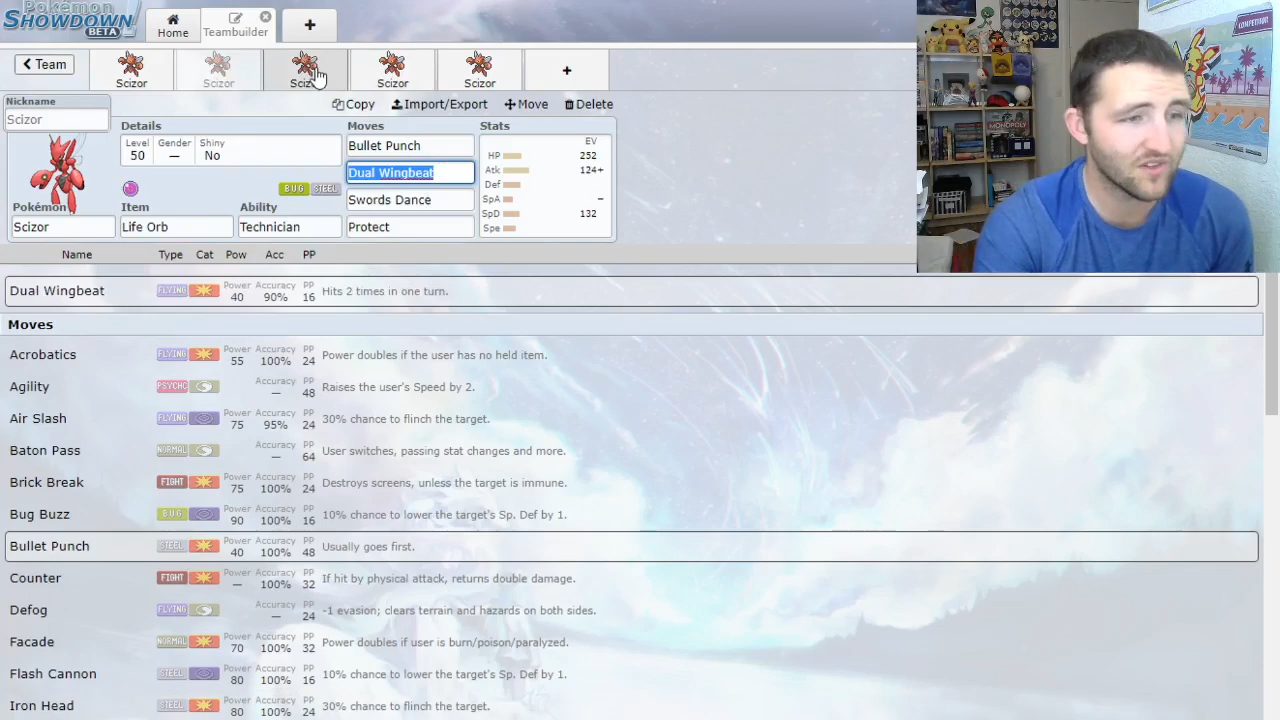 Pokémon
SHOWDOWN
BETA
Home
Teambuilder
+
< Team
Scizor
Scizor
Scizor
Scizor
Scizor
+
Nickname
Scizor
Copy Import/Export Move Delete
Details
Level Gender Shiny
50 — No
BUG STEEL
Pokémon Item Ability
Scizor Life Orb Technician
Moves
Bullet Punch
Dual Wingbeat
Swords Dance
Protect
Stats
EV
HP 252
Atk 124+
Def
SpA −
SpD 132
Spe
Name Type Cat Pow Acc PP
Dual Wingbeat FLYING Power 40 Accuracy 90% PP 16 Hits 2 times in one turn.
Moves
Acrobatics FLYING Power 55 Accuracy 100% PP 24 Power doubles if the user has no held item.
Agility PSYCHC Accuracy — PP 48 Raises the user's Speed by 2.
Air Slash FLYING Power 75 Accuracy 95% PP 24 30% chance to flinch the target.
Baton Pass NORMAL Accuracy — PP 64 User switches, passing stat changes and more.
Brick Break FIGHT Power 75 Accuracy 100% PP 24 Destroys screens, unless the target is immune.
Bug Buzz BUG Power 90 Accuracy 100% PP 16 10% chance to lower the target's Sp. Def by 1.
Bullet Punch STEEL Power 40 Accuracy 100% PP 48 Usually goes first.
Counter FIGHT Power — Accuracy 100% PP 32 If hit by physical attack, returns double damage.
Defog FLYING Accuracy — PP 24 -1 evasion; clears terrain and hazards on both sides.
Facade NORMAL Power 70 Accuracy 100% PP 32 Power doubles if user is burn/poison/paralyzed.
Flash Cannon STEEL Power 80 Accuracy 100% PP 16 10% chance to lower the target's Sp. Def by 1.
Iron Head STEEL Power 80 Accuracy 100% PP 24 30% chance to flinch the target.
MONOPOLY